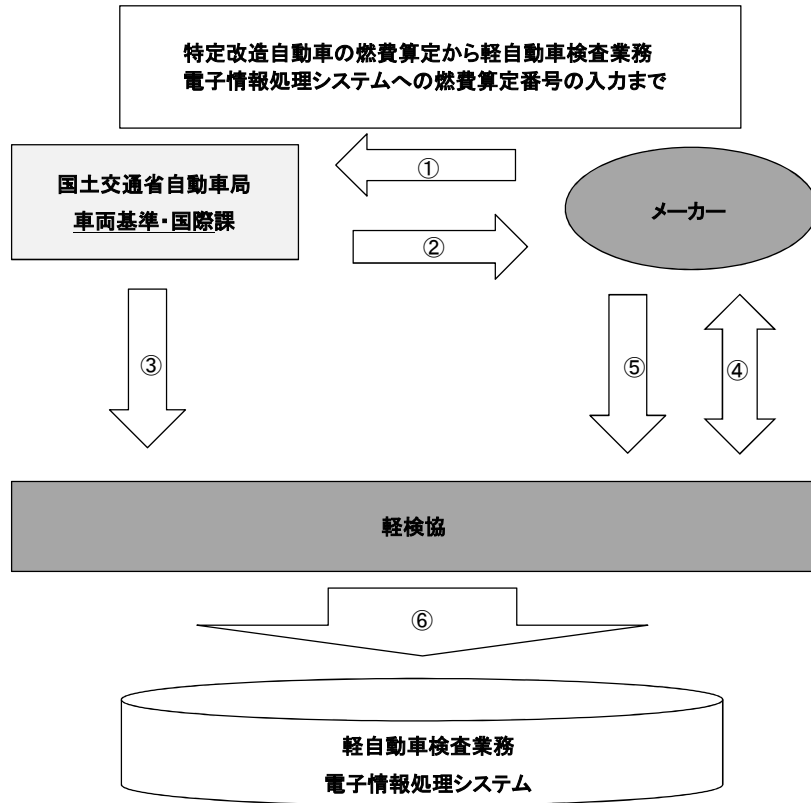 特定改造自動車の燃費算定から軽自動車検査業務
電子情報処理システムへの燃費算定番号の入力まで
①
国土交通省自動車局
車両基準・国際課
メーカー
②
③
⑤
④
軽検協
⑥
軽自動車検査業務
電子情報処理システム